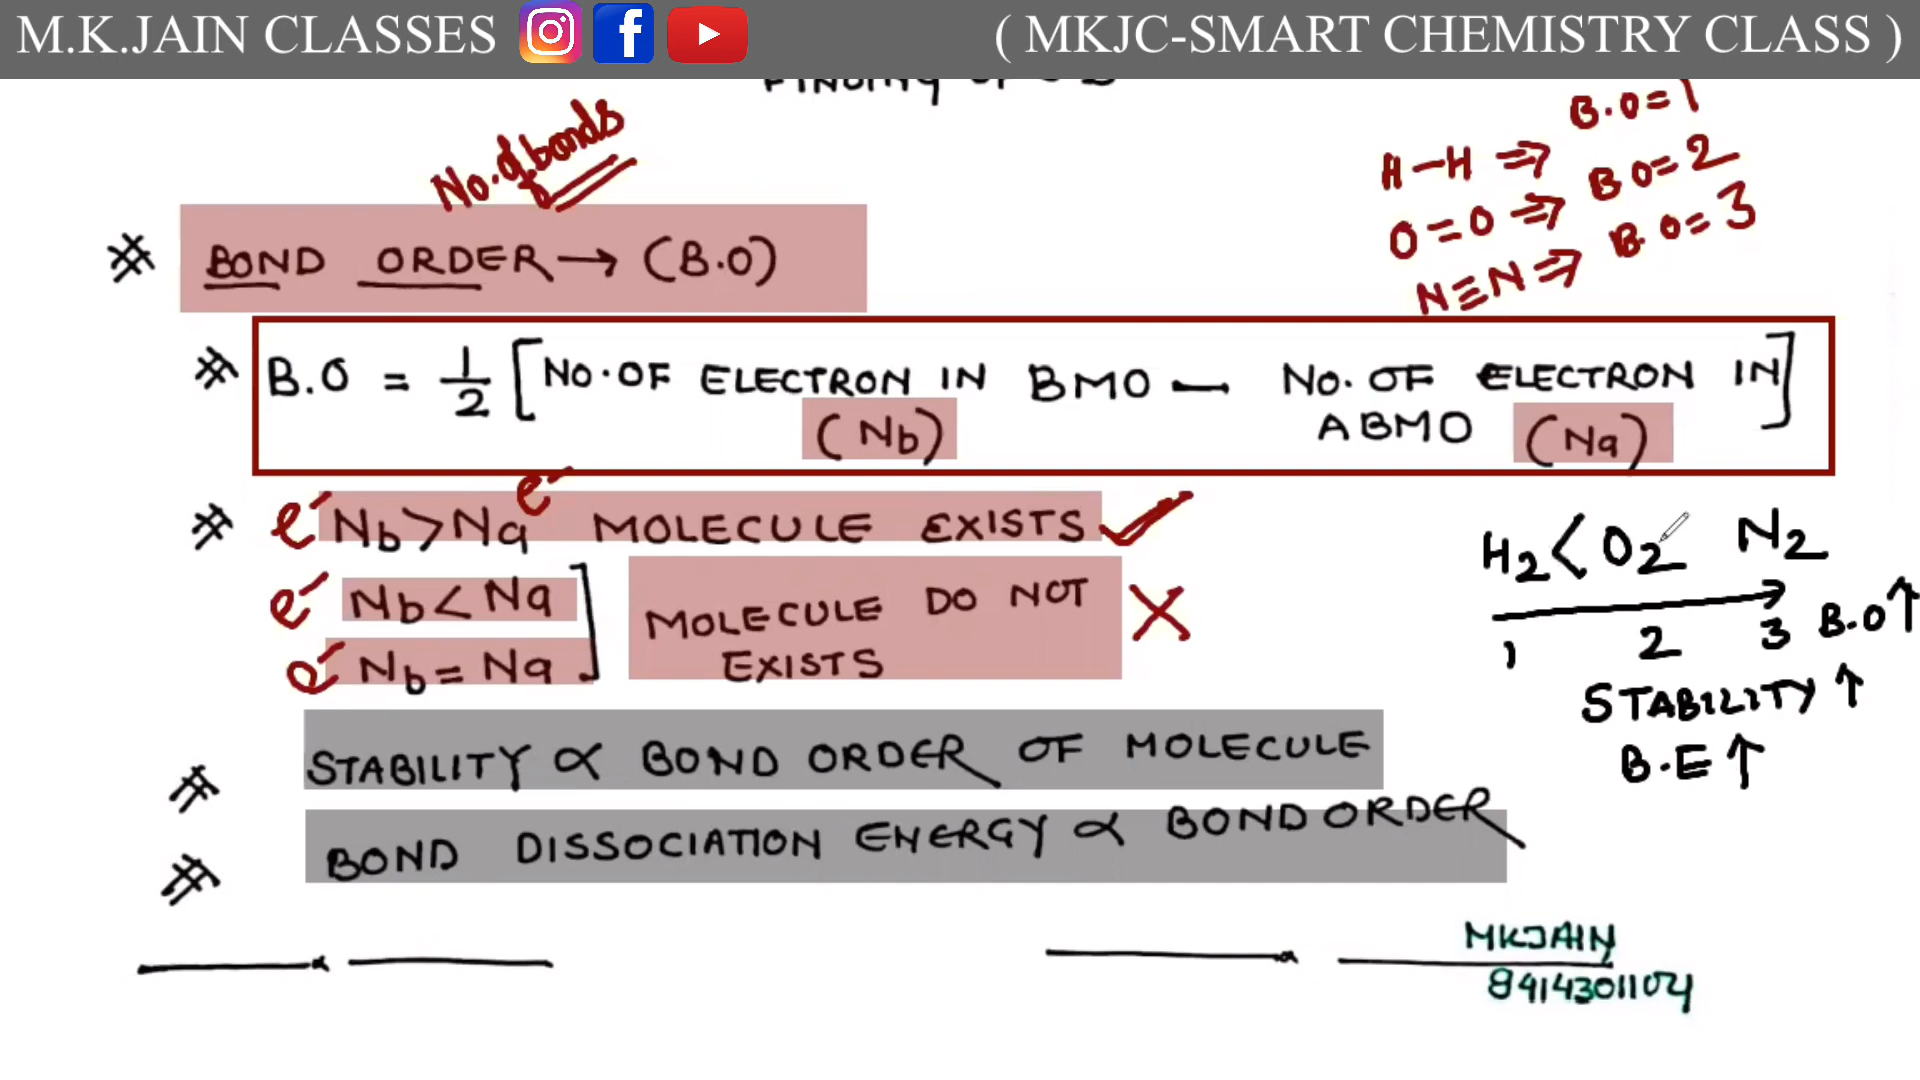 M.K.JAIN CLASSES
( MKJC-SMART CHEMISTRY CLASS )
No. of bonds
BOND ORDER → (B.O)
H-H ⇒ B.O=1
O=O ⇒ B O=2
N≡N ⇒ B.O=3
B.O = 1/2 [NO. OF ELECTRON IN BMO - NO. OF ELECTRON IN ABMO]
(Nb) (Na)
e- Nb > Na e- MOLECULE EXISTS ✓
e- Nb < Na
e- Nb = Na
MOLECULE DO NOT EXISTS ✗
H2 < O2 N2
1 2 3 B.O↑
STABILITY ↑
B.E ↑
STABILITY ∝ BOND ORDER OF MOLECULE
BOND DISSOCIATION ENERGY ∝ BOND ORDER
MKJAIN